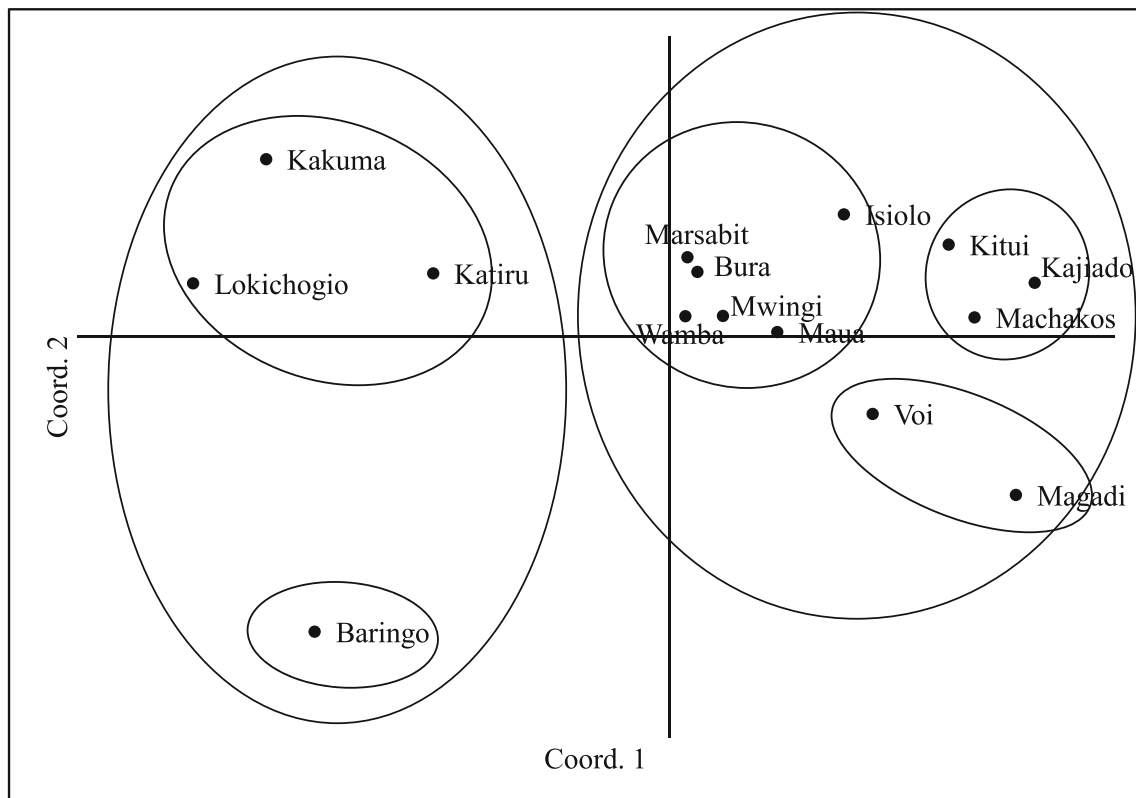 Kakuma
Isiolo
Marsabit
Kitui
Bura
Kajiado
Katiru
Lokichogio
Mwingi
Machakos
Wamba
Maua
Coord. 2
Voi
Magadi
Baringo
Coord. 1